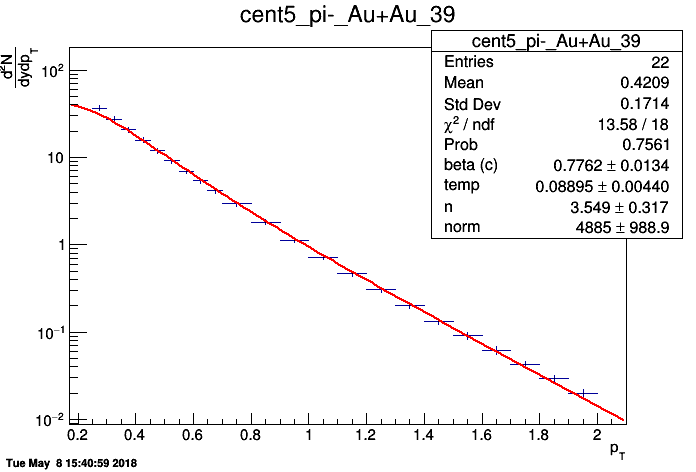 cent5_pi-_Au+Au_39
d²N
dydp_T
cent5_pi-_Au+Au_39
Entries 22
Mean 0.4209
Std Dev 0.1714
χ² / ndf 13.58 / 18
Prob 0.7561
beta (c) 0.7762 ± 0.0134
temp 0.08895 ± 0.00440
n 3.549 ± 0.317
norm 4885 ± 988.9
10²
10
1
10⁻¹
10⁻²
0.2 0.4 0.6 0.8 1 1.2 1.4 1.6 1.8 2
p_T
Tue May 8 15:40:59 2018